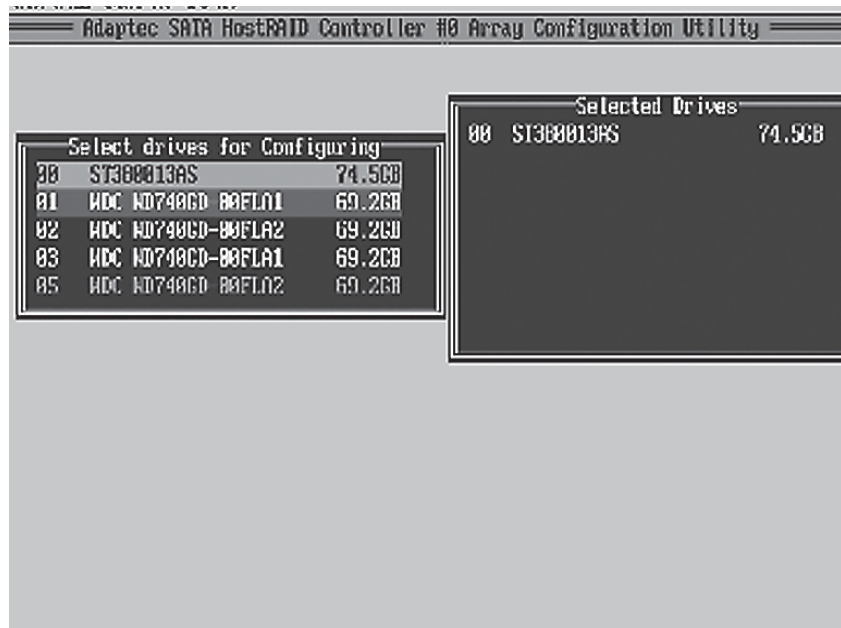 Adaptec SATA HostRAID Controller #0 Array Configuration Utility
Select drives for Configuring
00 ST380013AS 74.5GB
01 WDC WD740GD-00FLA1 69.2GB
02 WDC WD740GD-00FLA2 69.2GB
03 WDC WD740GD-00FLA1 69.2GB
05 WDC WD740GD-00FLA2 69.2GB
Selected Drives
00 ST380013AS 74.5GB